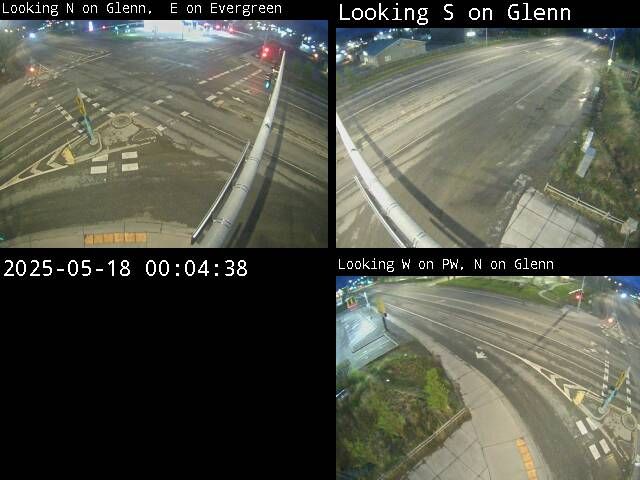 Looking N on Glenn,  E on Evergreen
Looking S on Glenn
2025-05-18 00:04:38
Looking W on PW, N on Glenn